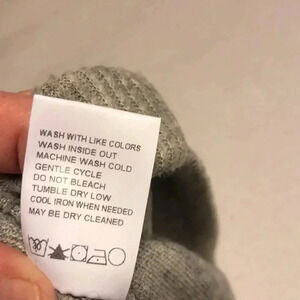 WASH WITH LIKE COLORS
WASH INSIDE OUT
MACHINE WASH COLD
GENTLE CYCLE
DO NOT BLEACH
TUMBLE DRY LOW
COOL IRON WHEN NEEDED
MAY BE DRY CLEANED